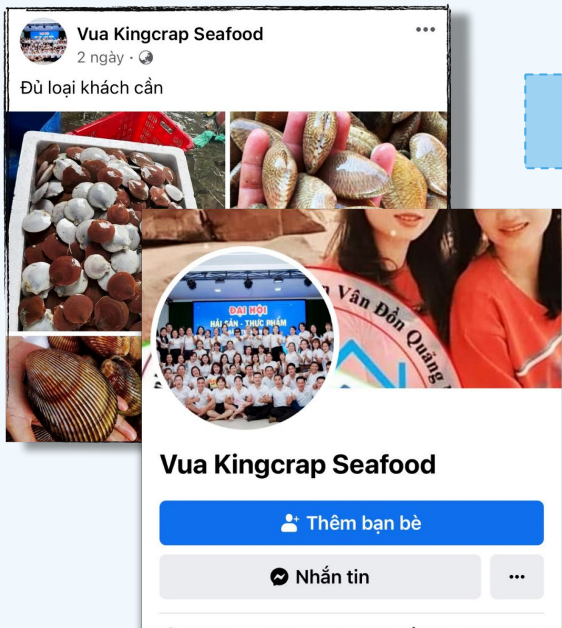 Vua Kingcrap Seafood
2 ngày ·
Đủ loại khách cần
ĐẠI HỘI
HẢI SẢN - THỰC PHẨM
Vân Đồn Quảng
Vua Kingcrap Seafood
Thêm bạn bè
Nhắn tin